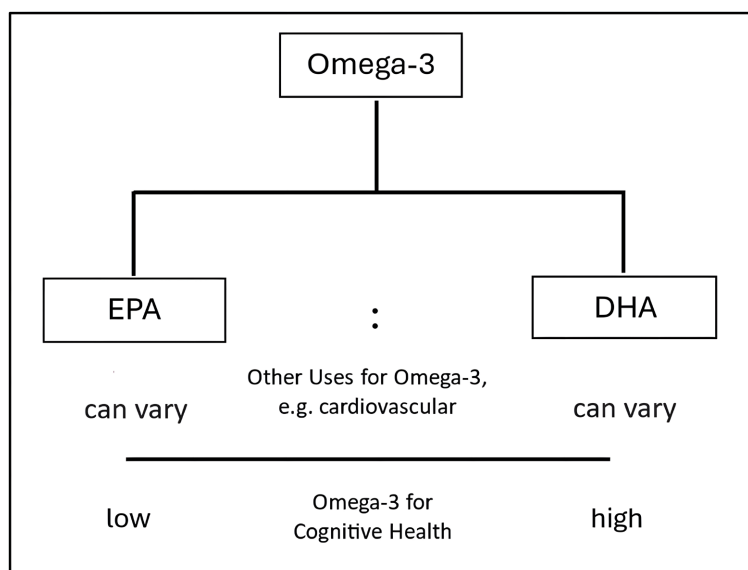 Omega-3
EPA
:
DHA
Other Uses for Omega-3,
e.g. cardiovascular
can vary
can vary
low
Omega-3 for
Cognitive Health
high